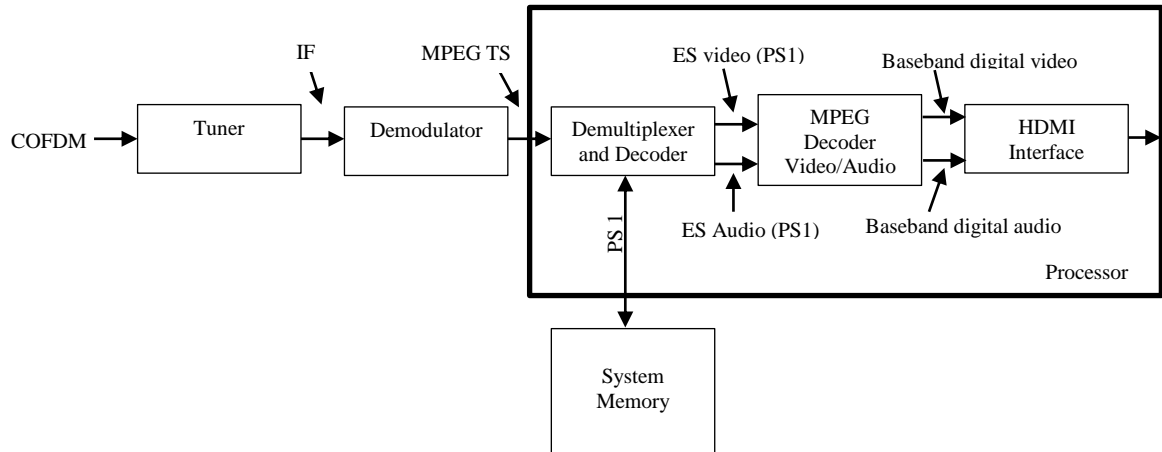 IF
MPEG TS
ES video (PS1)
Baseband digital video
COFDM
Tuner
Demodulator
Demultiplexer
and Decoder
MPEG
Decoder
Video/Audio
HDMI
Interface
PS 1
ES Audio (PS1)
Baseband digital audio
Processor
System
Memory